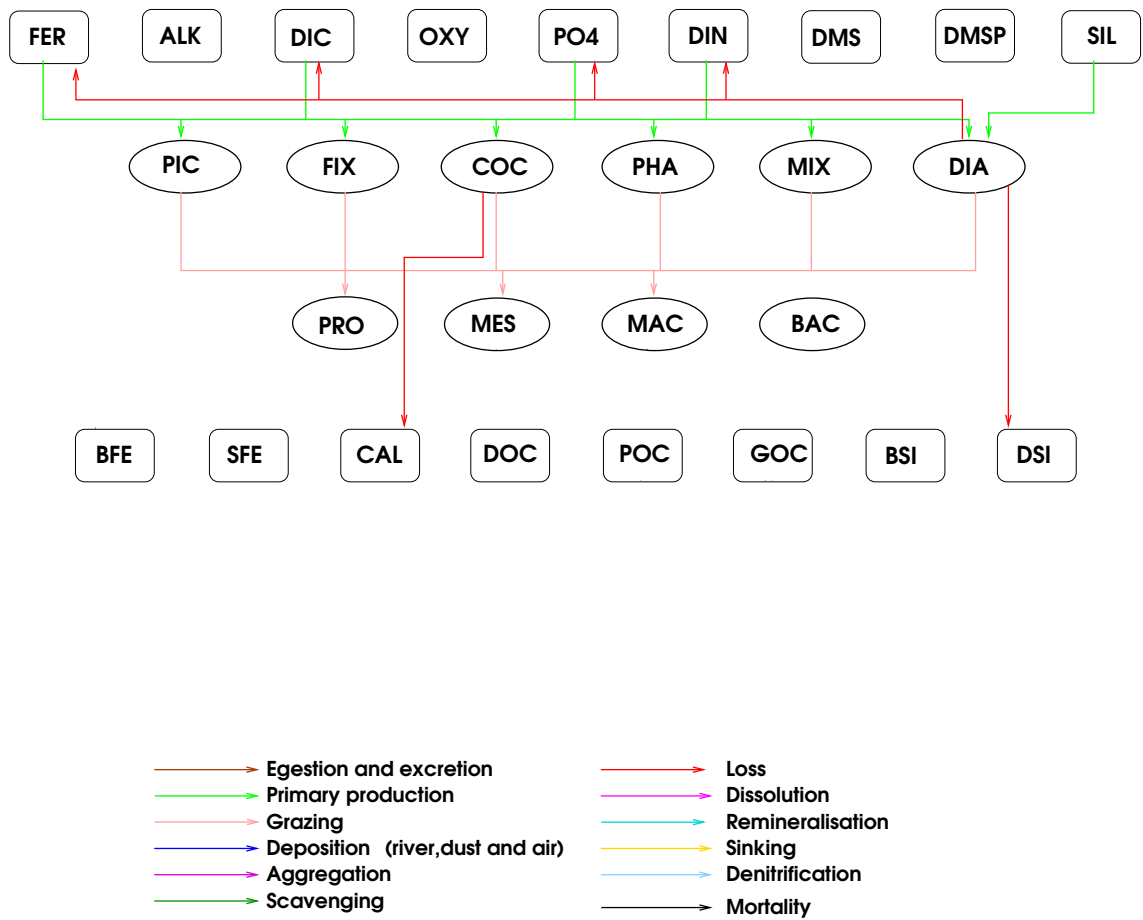 FER ALK DIC OXY PO4 DIN DMS DMSP SIL
PIC FIX COC PHA MIX DIA
PRO MES MAC BAC
BFE SFE CAL DOC POC GOC BSI DSI
Egestion and excretion Loss
Primary production Dissolution
Grazing Remineralisation
Deposition (river,dust and air) Sinking
Aggregation Denitrification
Scavenging Mortality